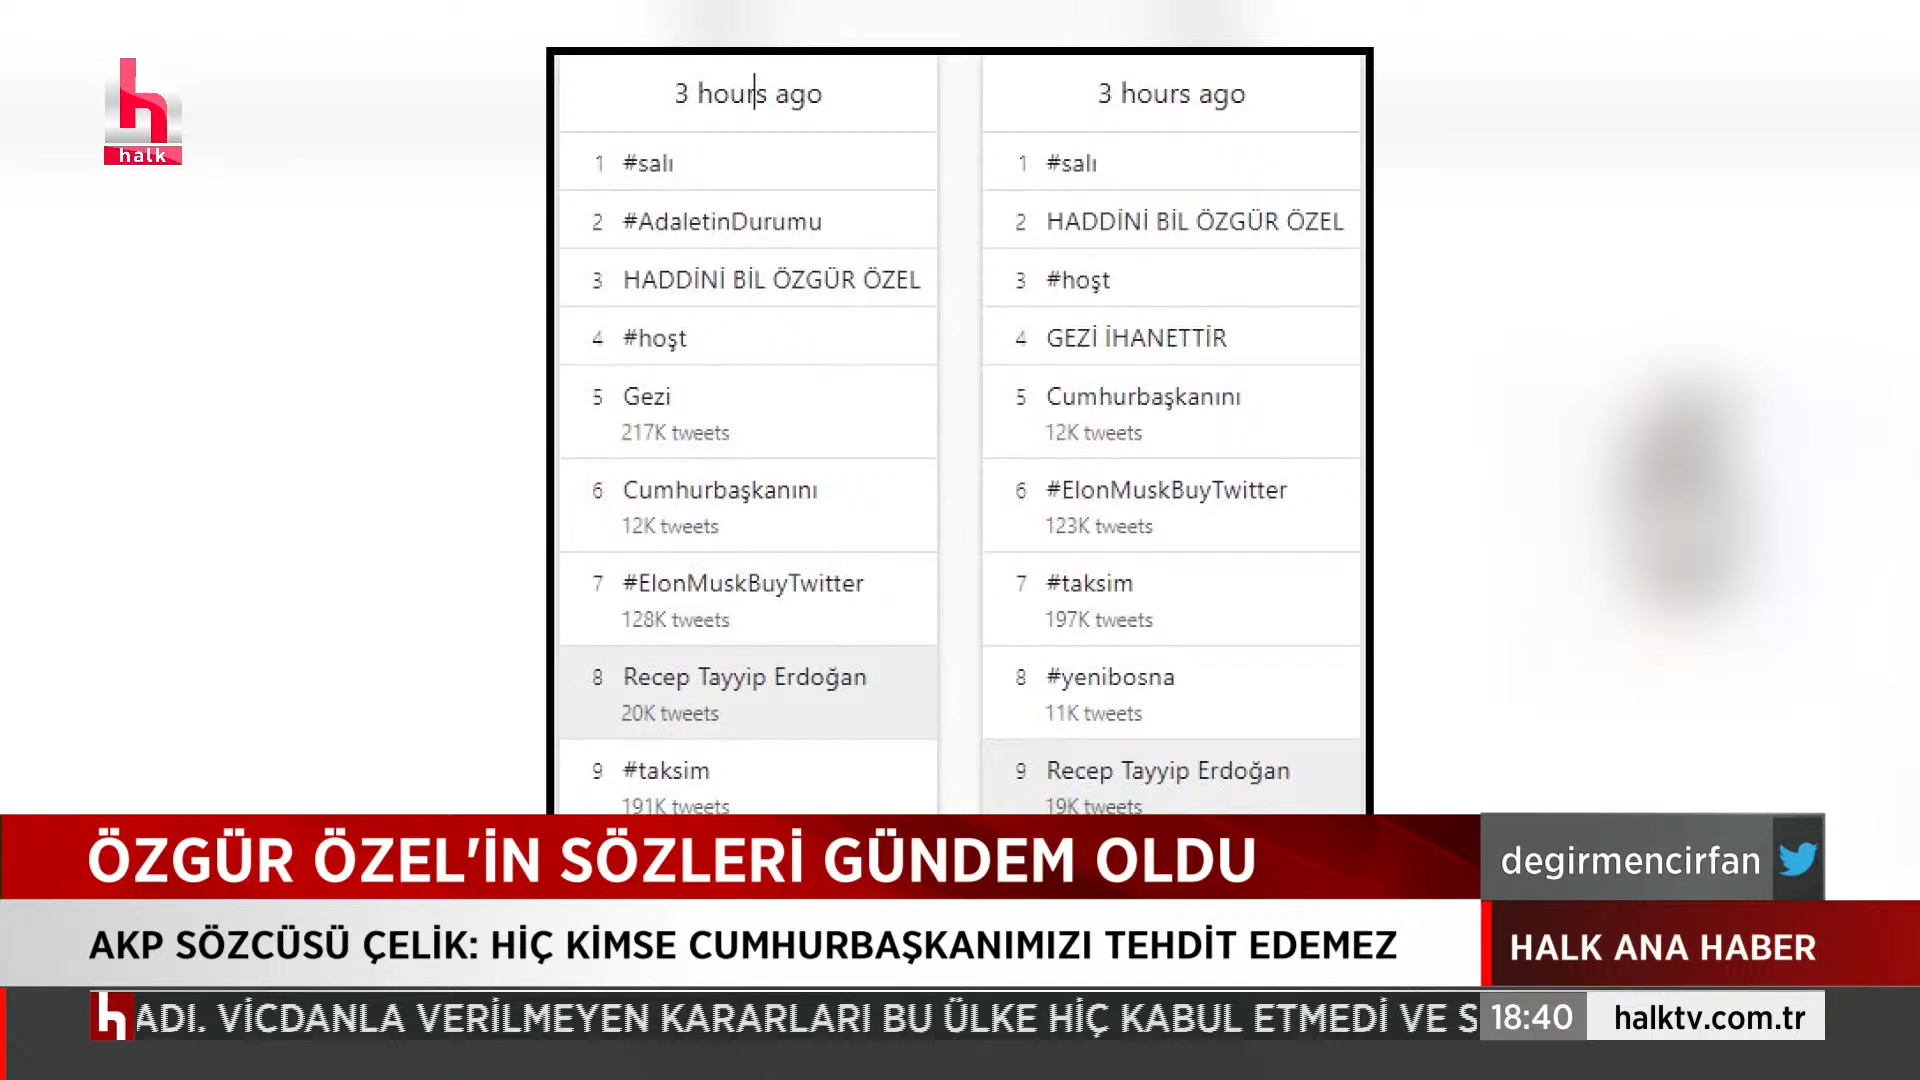 halk
3 hours ago
1 #salı
2 #AdaletinDurumu
3 HADDİNİ BİL ÖZGÜR ÖZEL
4 #hoşt
5 Gezi
217K tweets
6 Cumhurbaşkanını
12K tweets
7 #ElonMuskBuyTwitter
128K tweets
8 Recep Tayyip Erdoğan
20K tweets
9 #taksim
191K tweets
3 hours ago
1 #salı
2 HADDİNİ BİL ÖZGÜR ÖZEL
3 #hoşt
4 GEZİ İHANETTİR
5 Cumhurbaşkanını
12K tweets
6 #ElonMuskBuyTwitter
123K tweets
7 #taksim
197K tweets
8 #yenibosna
11K tweets
9 Recep Tayyip Erdoğan
19K tweets
ÖZGÜR ÖZEL'İN SÖZLERİ GÜNDEM OLDU
degirmencirfan
AKP SÖZCÜSÜ ÇELİK: HİÇ KİMSE CUMHURBAŞKANIMIZI TEHDİT EDEMEZ
HALK ANA HABER
ADI. VİCDANLA VERİLMEYEN KARARLARI BU ÜLKE HİÇ KABUL ETMEDİ VE S
18:40
halktv.com.tr